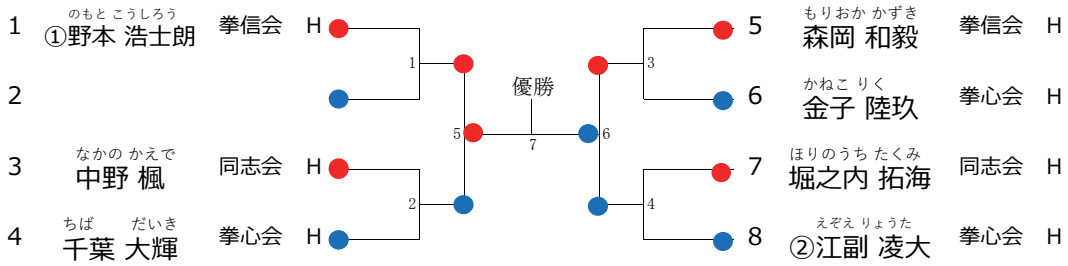 のもと こうしろう
1 ①野本 浩士朗 拳信会 H
2
なかの かえで
3 中野 楓 同志会 H
ちば だいき
4 千葉 大輝 拳心会 H
1
2
5
優勝
7
6
3
4
もりおか かずき
5 森岡 和毅 拳信会 H
かねこ りく
6 金子 陸玖 拳心会 H
ほりのうち たくみ
7 堀之内 拓海 同志会 H
えぞえ りょうた
8 ②江副 凌大 拳心会 H